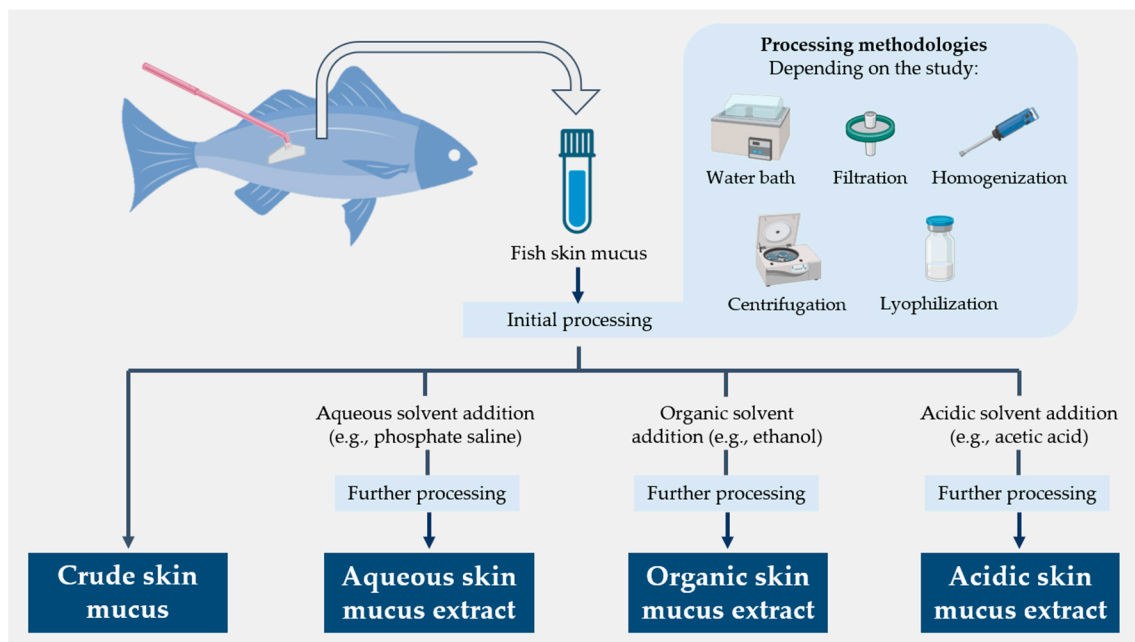 Processing methodologies
Depending on the study:
Water bath
Filtration
Homogenization
Centrifugation
Lyophilization
Fish skin mucus
Initial processing
Aqueous solvent addition
(e.g., phosphate saline)
Organic solvent
addition (e.g., ethanol)
Acidic solvent addition
(e.g., acetic acid)
Further processing
Further processing
Further processing
Crude skin
mucus
Aqueous skin
mucus extract
Organic skin
mucus extract
Acidic skin
mucus extract